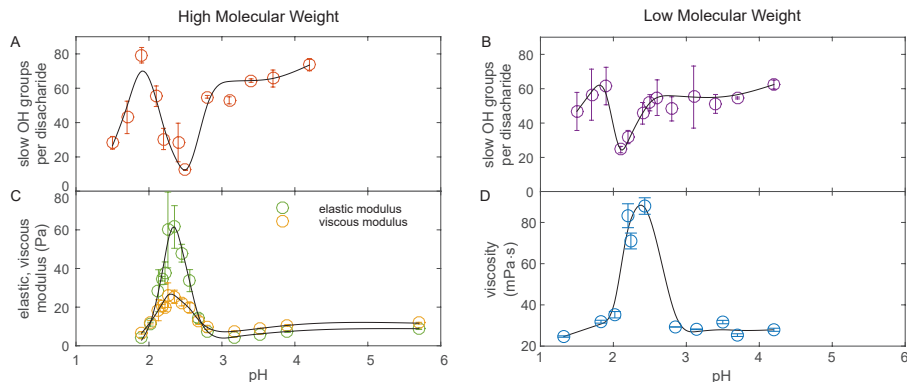 High Molecular Weight
Low Molecular Weight
A
slow OH groups
per disacharide
80
60
40
20
0
B
slow OH groups
per disacharide
80
60
40
20
0
C
elastic, viscous
modulus (Pa)
80
60
40
20
0
elastic modulus
viscous modulus
1 2 3 4 5 6
pH
D
viscosity
(mPa·s)
80
60
40
20
1 2 3 4 5 6
pH